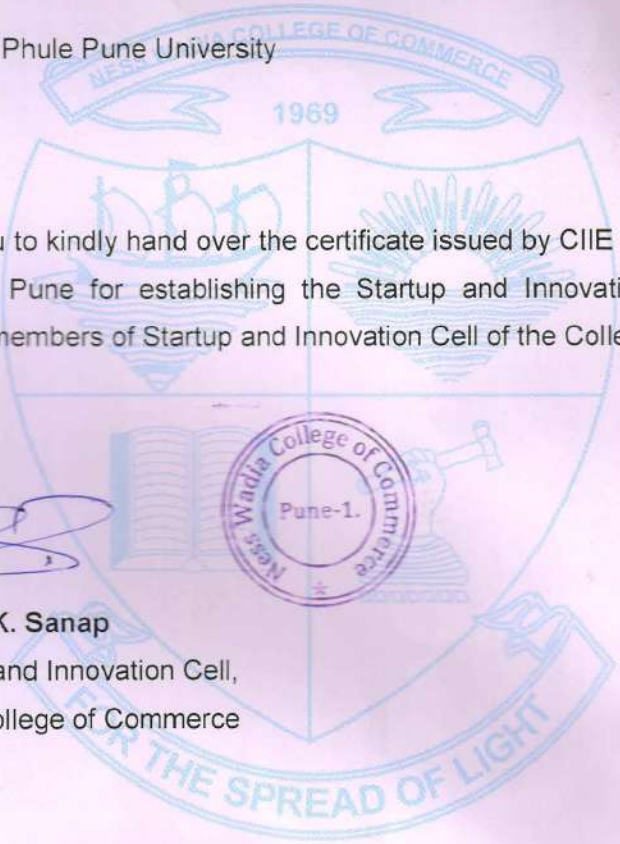 Phule Pune University
NESS WADIA COLLEGE OF COMMERCE
1969
u to kindly hand over the certificate issued by CIIE
Pune for establishing the Startup and Innovati
members of Startup and Innovation Cell of the Colle
Ness Wadia College of Commerce
Pune-1.
K. Sanap
and Innovation Cell,
ollege of Commerce
FOR THE SPREAD OF LIGHT